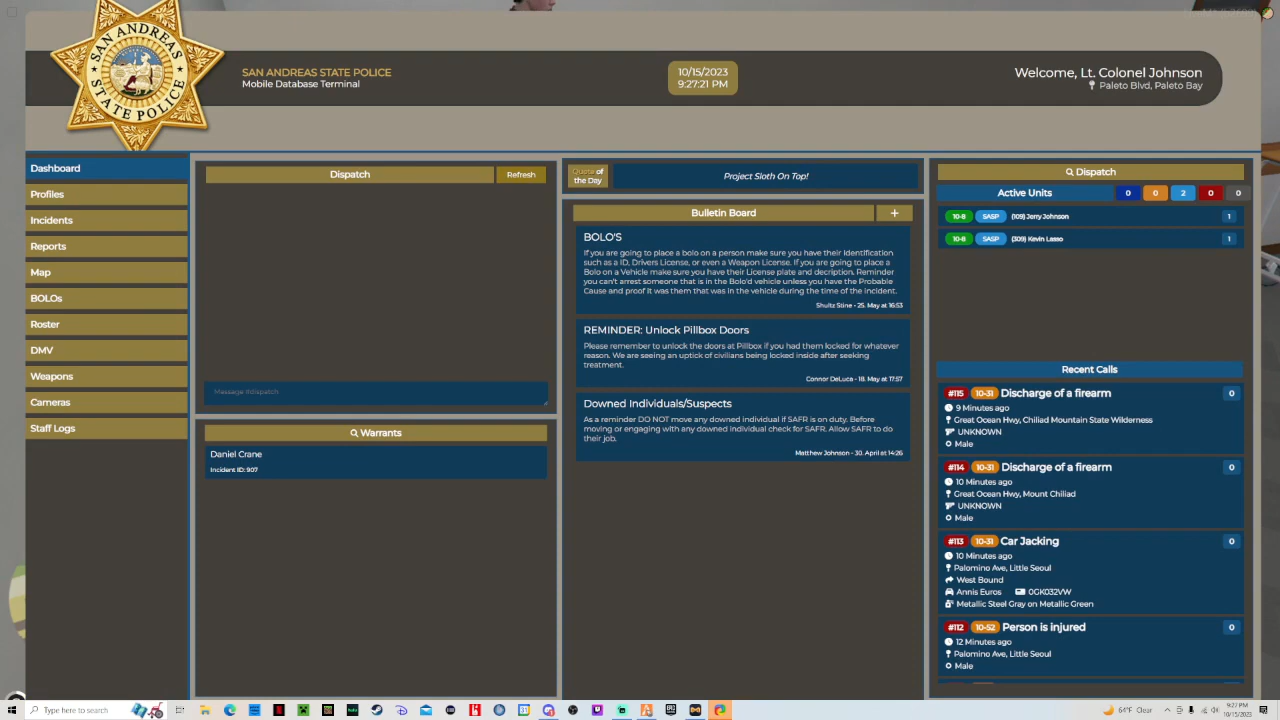 SAN ANDREAS
STATE POLICE
SAN ANDREAS STATE POLICE
Mobile Database Terminal
10/15/2023
9:27:21 PM
Welcome, Lt. Colonel Johnson
Paleto Blvd, Paleto Bay
Dashboard
Profiles
Incidents
Reports
Map
BOLOs
Roster
DMV
Weapons
Cameras
Staff Logs
Dispatch
Refresh
Message #dispatch
Warrants
Daniel Crane
Incident ID: 907
Quote of
the Day
Project Sloth On Top!
Bulletin Board
+
BOLO'S
If you are going to place a bolo on a person make sure you have their Identification
such as a ID, Drivers License, or even a Weapon License. If you are going to place a
Bolo on a Vehicle make sure you have their License plate and decription. Reminder
you can't arrest someone that is in the Bolo'd vehicle unless you have the Probable
Cause and proof it was them that was in the vehicle during the time of the Incident.
Shultz Stine - 25. May at 16:53
REMINDER: Unlock Pillbox Doors
Please remember to unlock the doors at Pillbox if you had them locked for whatever
reason. We are seeing an uptick of civilians being locked inside after seeking
treatment.
Connor DeLuca - 18. May at 17:57
Downed Individuals/Suspects
As a reminder DO NOT move any downed individual if SAFR is on duty. Before
moving or engaging with any downed individual check for SAFR. Allow SAFR to do
their job.
Matthew Johnson - 30. April at 14:26
Dispatch
Active Units 0 0 2 0 0
10-8 SASP (109) Jerry Johnson 1
10-8 SASP (309) Kevin Lasso 1
Recent Calls
#115 10-31 Discharge of a firearm 0
9 Minutes ago
Great Ocean Hwy, Chiliad Mountain State Wilderness
UNKNOWN
Male
#114 10-31 Discharge of a firearm 0
10 Minutes ago
Great Ocean Hwy, Mount Chiliad
UNKNOWN
Male
#113 10-31 Car Jacking 0
10 Minutes ago
Palomino Ave, Little Seoul
West Bound
Annis Euros 0GK032VW
Metallic Steel Gray on Metallic Green
#112 10-52 Person is injured 0
12 Minutes ago
Palomino Ave, Little Seoul
Male
Type here to search
64°F Clear
9:27 PM
10/15/2023